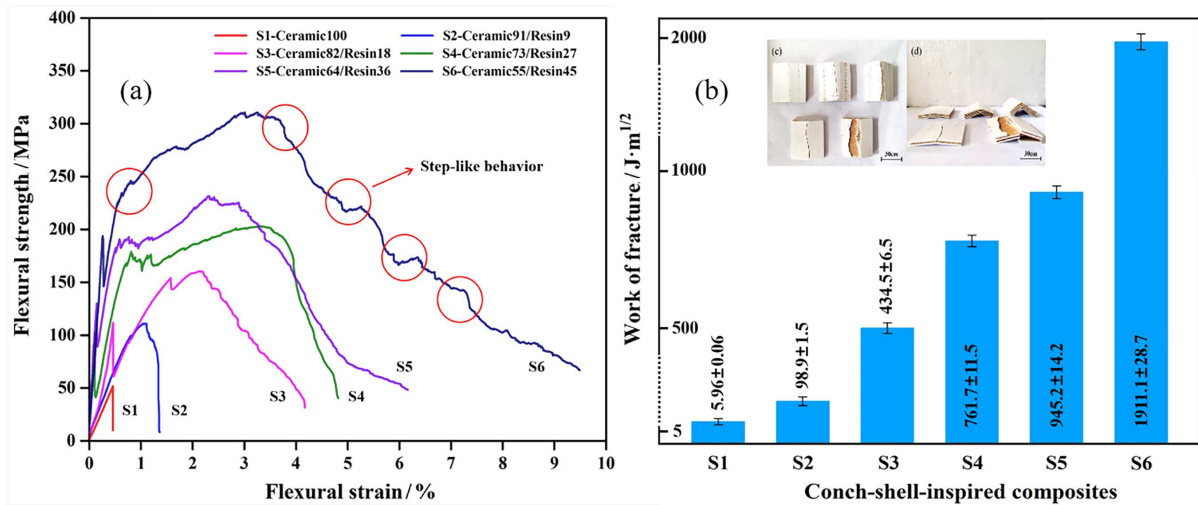 400
350
300
250
200
150
100
50
0
Flexural strength / MPa
(a)
S1-Ceramic100
S2-Ceramic91/Resin9
S3-Ceramic82/Resin18
S4-Ceramic73/Resin27
S5-Ceramic64/Resin36
S6-Ceramic55/Resin45
Step-like behavior
S1
S2
S3
S4
S5
S6
0 1 2 3 4 5 6 7 8 9 10
Flexural strain / %
2000
1000
500
5
Work of fracture / J·m1/2
(b)
(c)
30cm
(d)
30cm
5.96±0.06
98.9±1.5
434.5±6.5
761.7±11.5
945.2±14.2
1911.1±28.7
S1 S2 S3 S4 S5 S6
Conch-shell-inspired composites